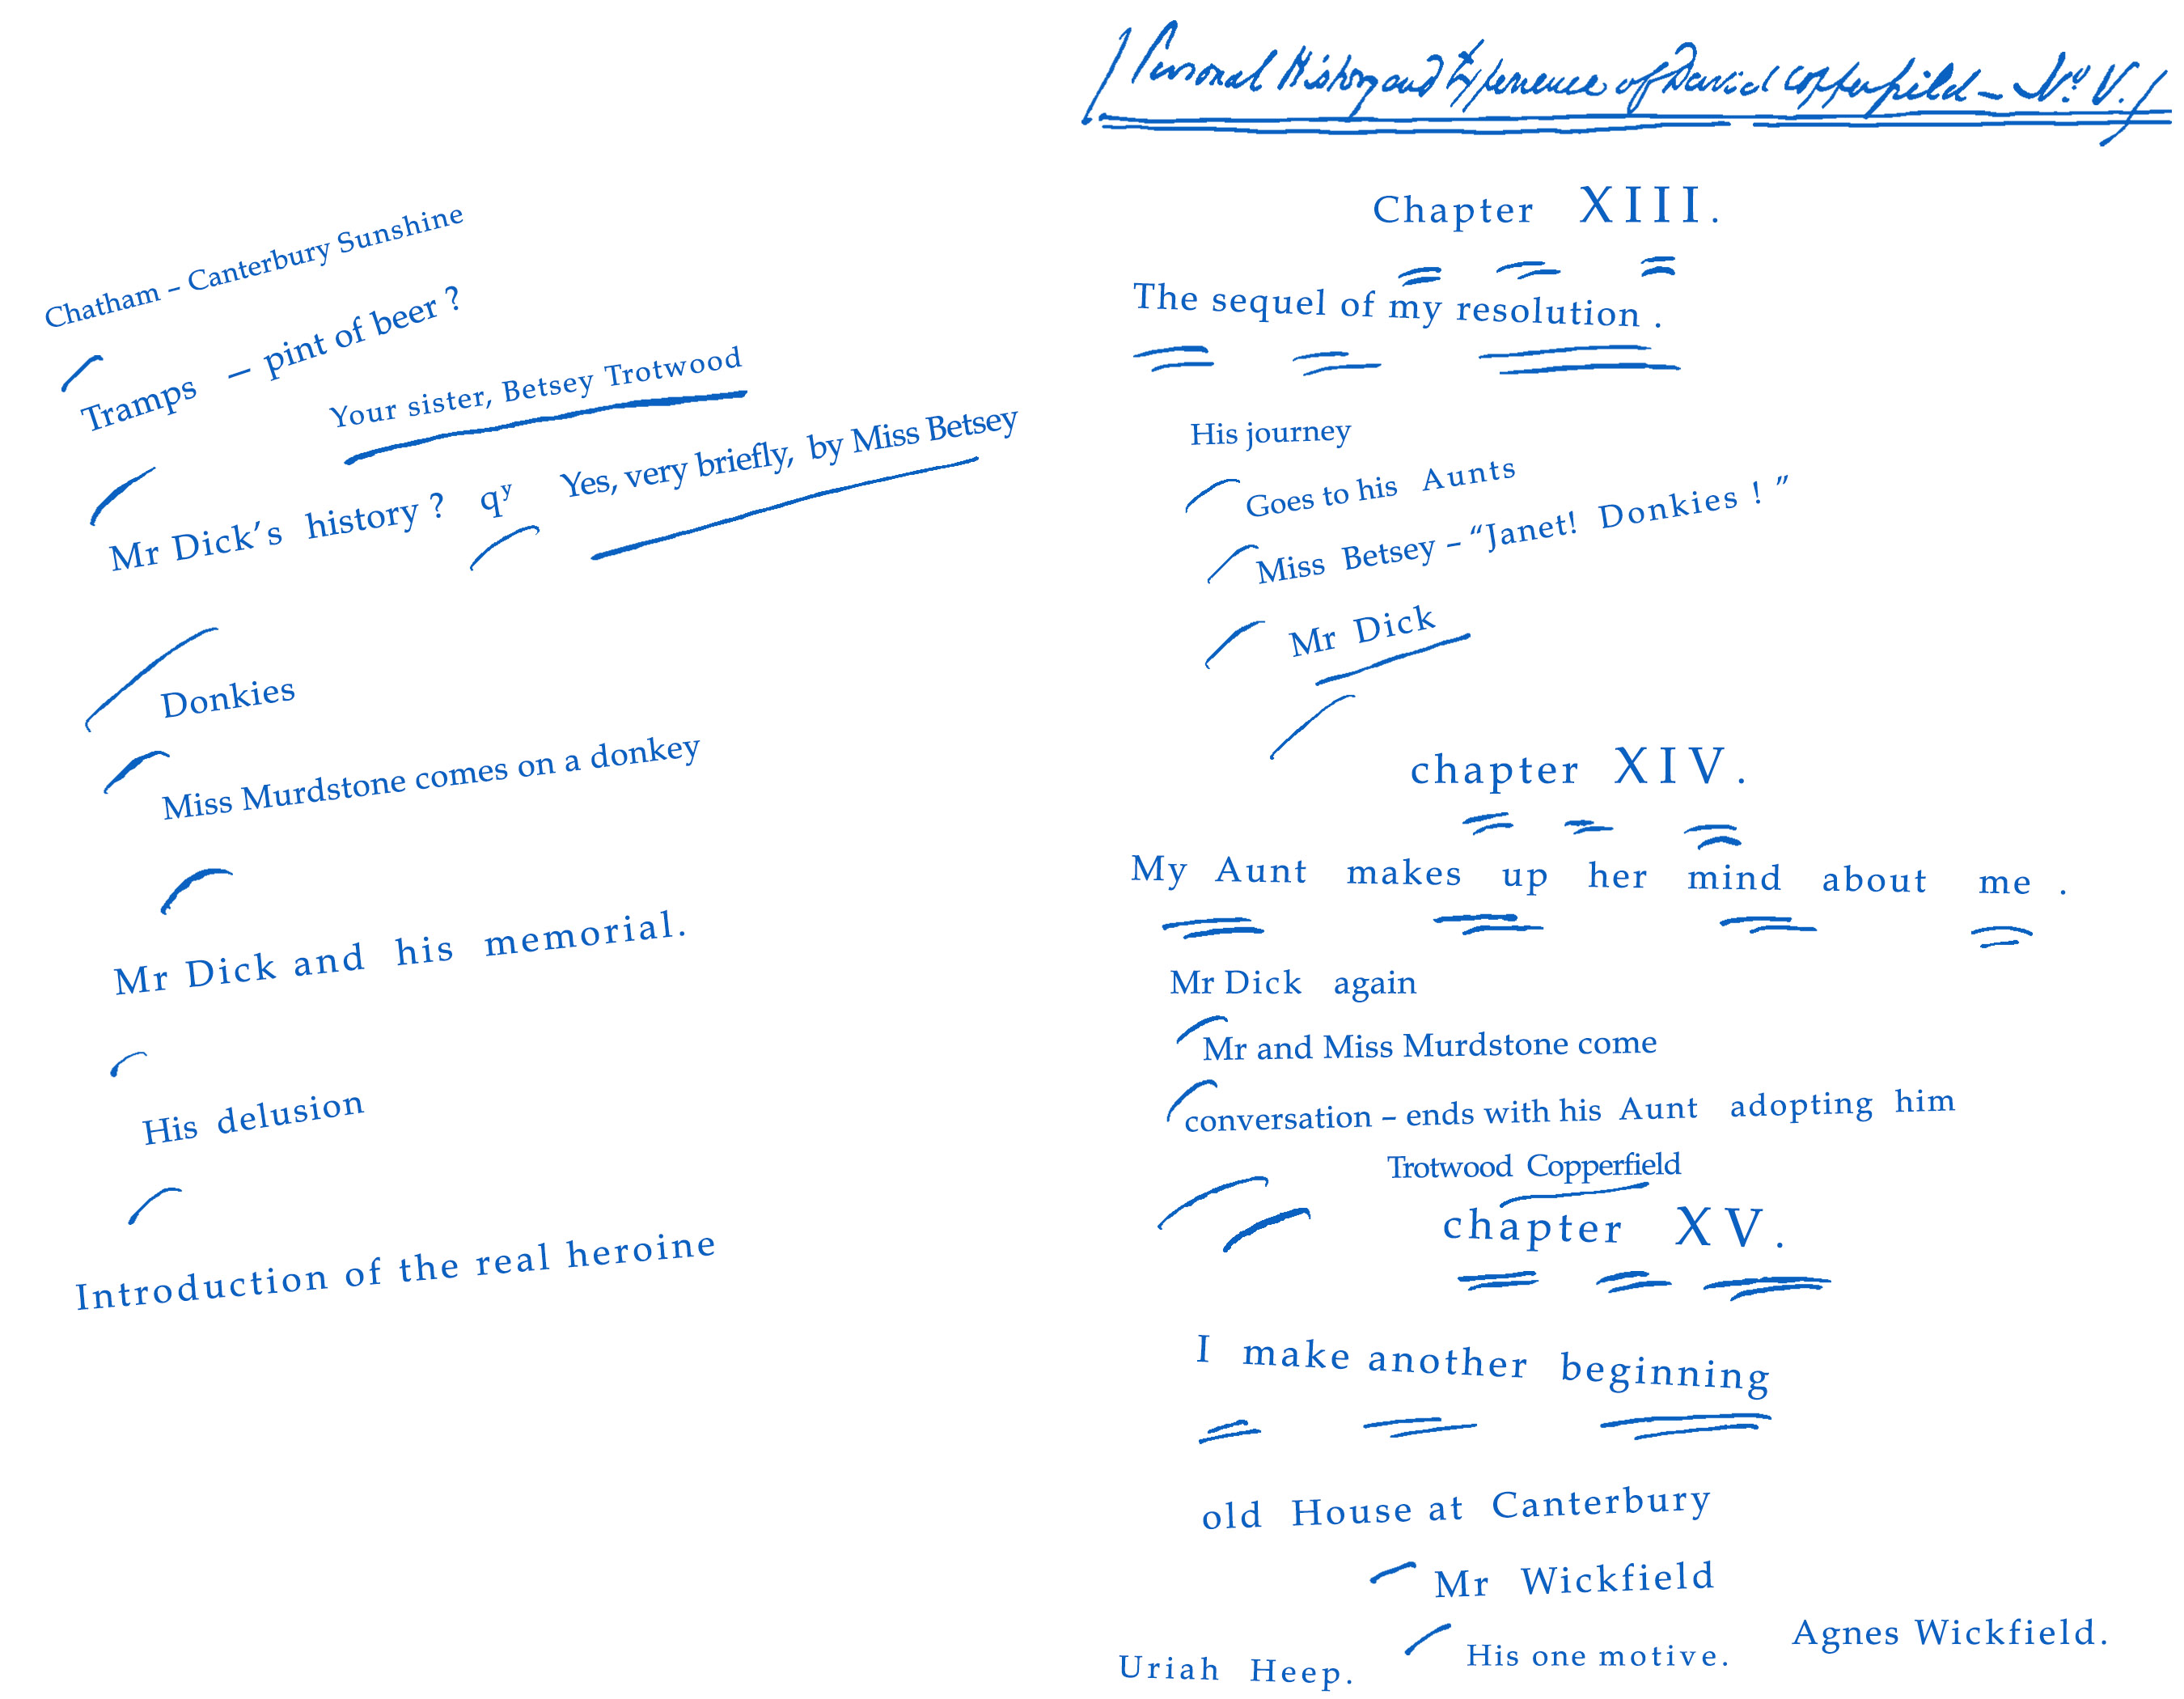 Personal History and Experience of David Copperfield – No V.
Chatham – Canterbury Sunshine
Tramps – pint of beer ?
Your sister, Betsey Trotwood
Mr Dick’s history ? qy Yes, very briefly, by Miss Betsey
Donkies
Miss Murdstone comes on a donkey
Mr Dick and his memorial.
His delusion
Introduction of the real heroine
Chapter XIII.
The sequel of my resolution .
His journey
Goes to his Aunts
Miss Betsey – “Janet! Donkies ! ”
Mr Dick
chapter XIV.
My Aunt makes up her mind about me .
Mr Dick again
Mr and Miss Murdstone come
conversation – ends with his Aunt adopting him
Trotwood Copperfield
chapter XV.
I make another beginning
old House at Canterbury
Mr Wickfield
Agnes Wickfield.
His one motive.
Uriah Heep.